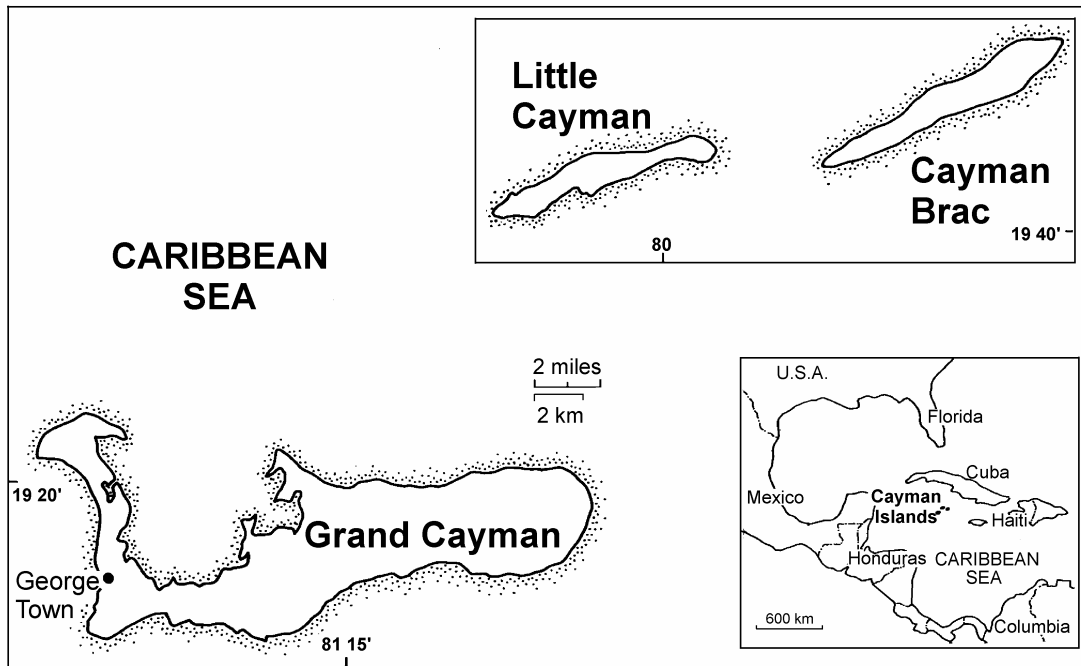 Little
Cayman
Cayman
Brac
19 40'
80
CARIBBEAN
SEA
2 miles
2 km
19 20'
Grand Cayman
George
Town
81 15'
U.S.A.
Florida
Cuba
Mexico
Cayman
Islands
Haiti
Honduras
CARIBBEAN
SEA
600 km
Columbia